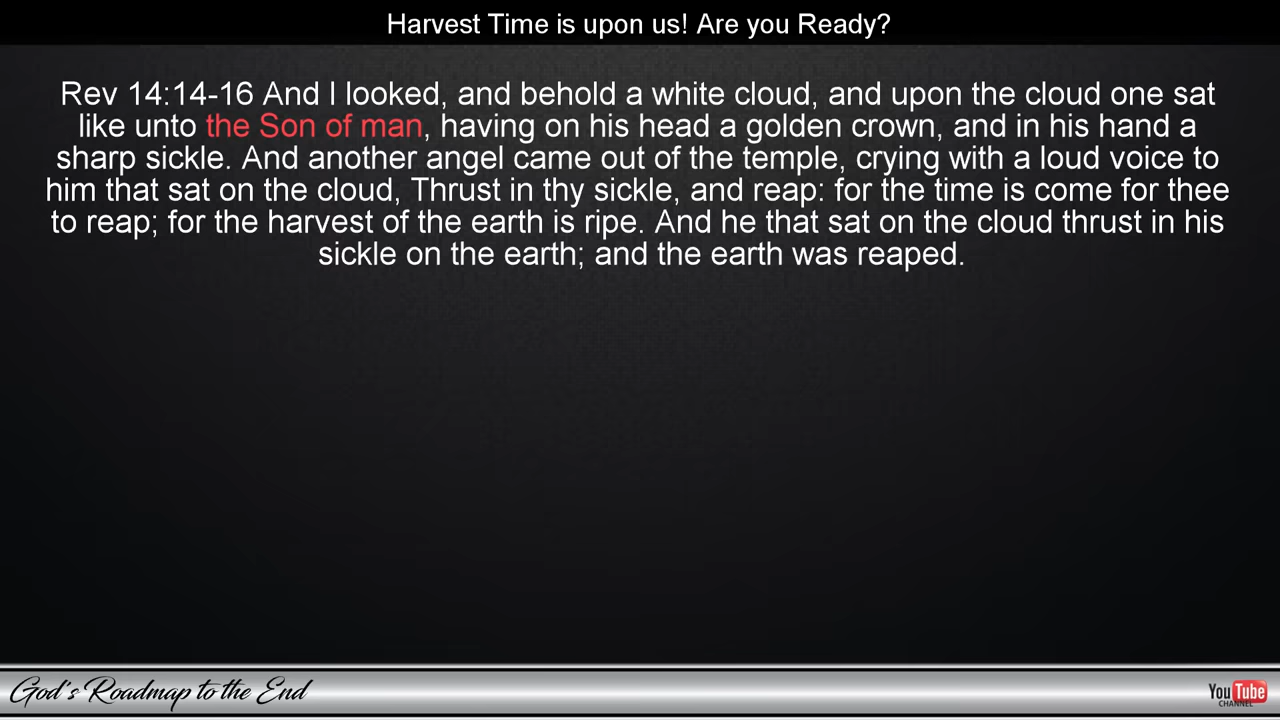 Harvest Time is upon us! Are you Ready?
Rev 14:14-16 And I looked, and behold a white cloud, and upon the cloud one sat
like unto the Son of man, having on his head a golden crown, and in his hand a
sharp sickle. And another angel came out of the temple, crying with a loud voice to
him that sat on the cloud, Thrust in thy sickle, and reap: for the time is come for thee
to reap; for the harvest of the earth is ripe. And he that sat on the cloud thrust in his
sickle on the earth; and the earth was reaped.
God's Roadmap to the End
YouTube
CHANNEL